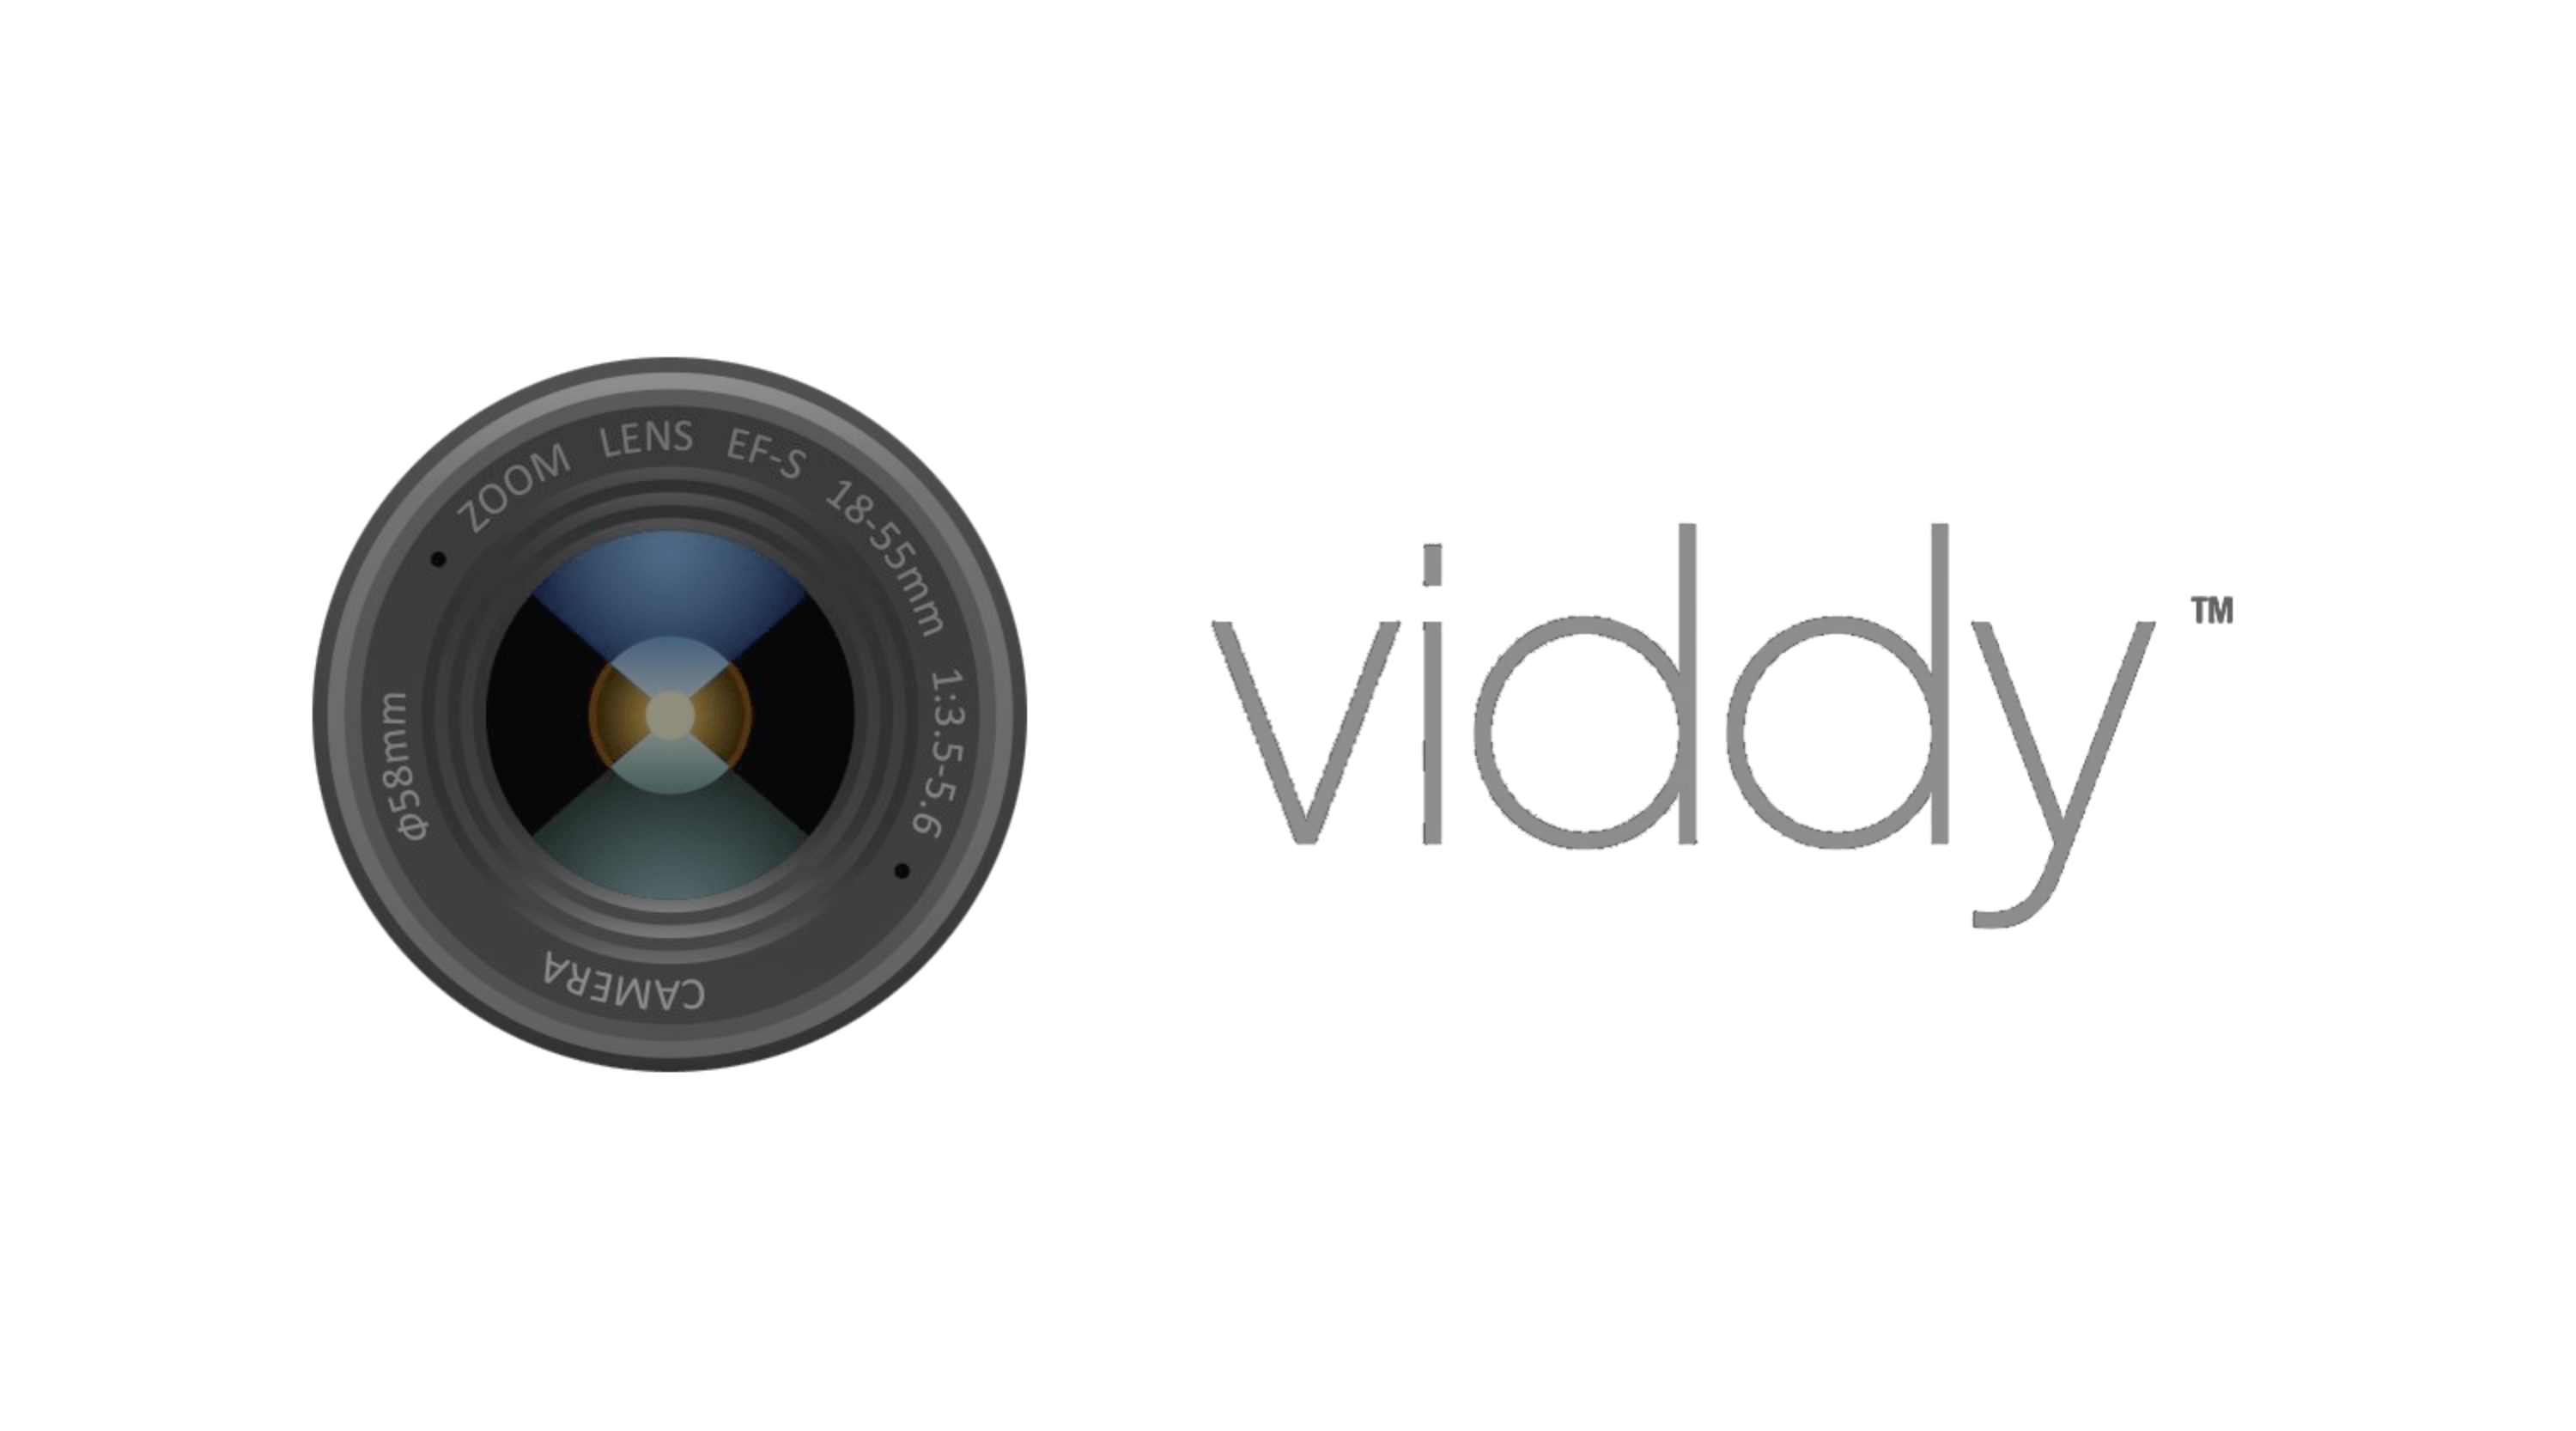 ZOOM LENS EF-S 18-55mm 1:3.5-5.6
CAMERA
Φ58mm
viddy™